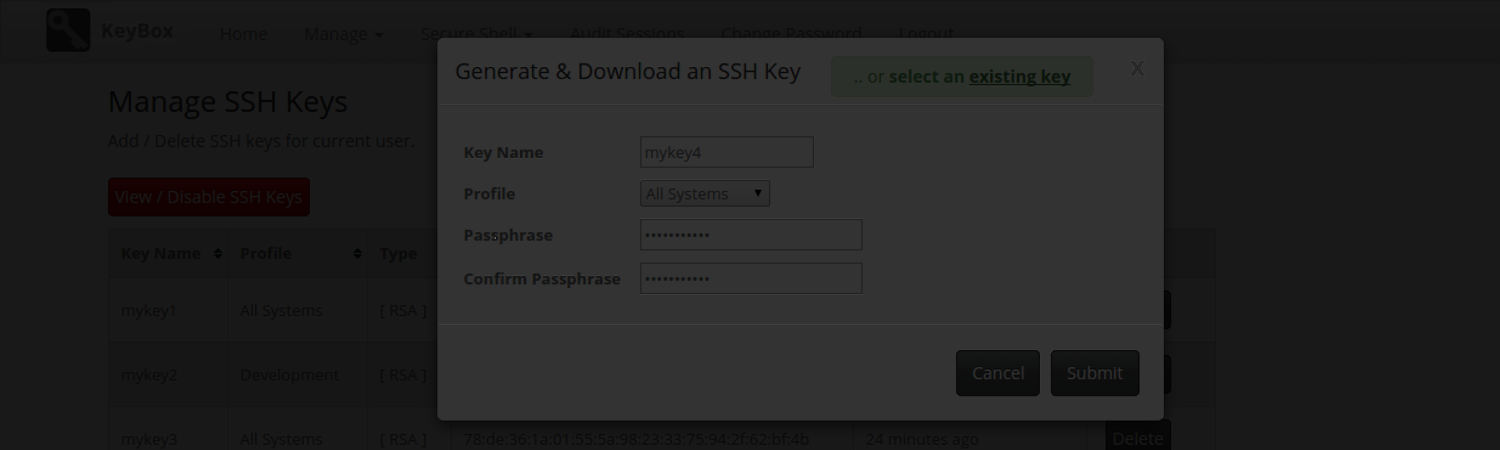 KeyBox Home Manage Secure Shell Audit Sessions Change Password Logout
Generate & Download an SSH Key .. or select an existing key X
Manage SSH Keys
Add / Delete SSH keys for current user.
View / Disable SSH Keys
Key Name mykey4
Profile All Systems
Passphrase •••••••••••
Confirm Passphrase •••••••••••
Cancel Submit
Key Name Profile Type
mykey1 All Systems [ RSA ]
mykey2 Development [ RSA ]
mykey3 All Systems [ RSA ] 78:de:36:1a:01:55:5a:98:23:33:75:94:2f:62:bf:4b 24 minutes ago Delete